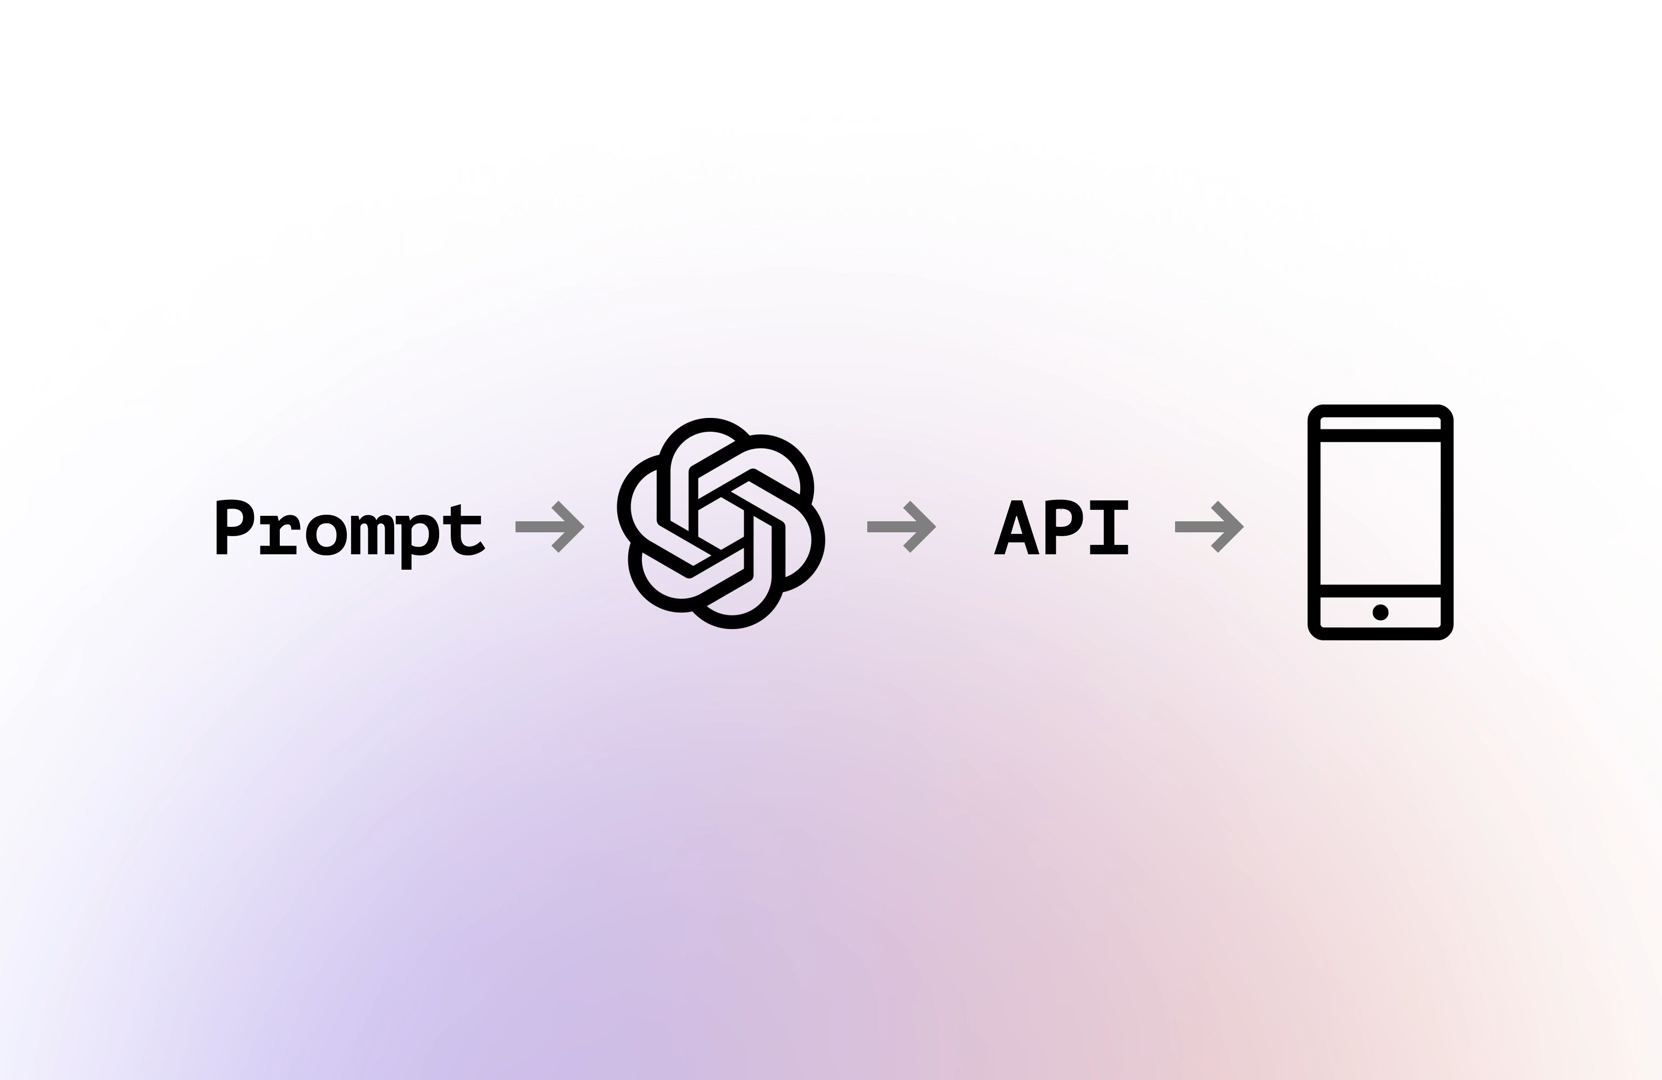 Prompt → → API →